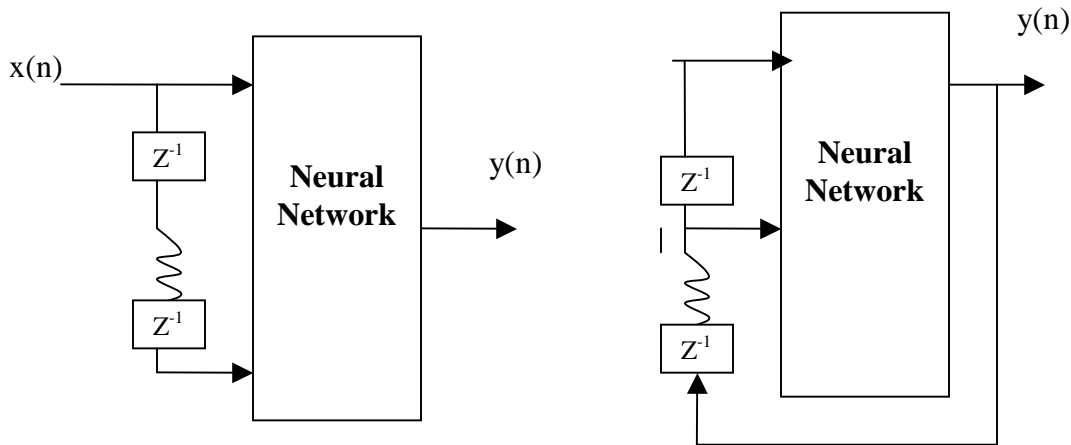 x(n)
Z⁻¹
Z⁻¹
Neural
Network
y(n)
y(n)
Z⁻¹
Z⁻¹
Neural
Network